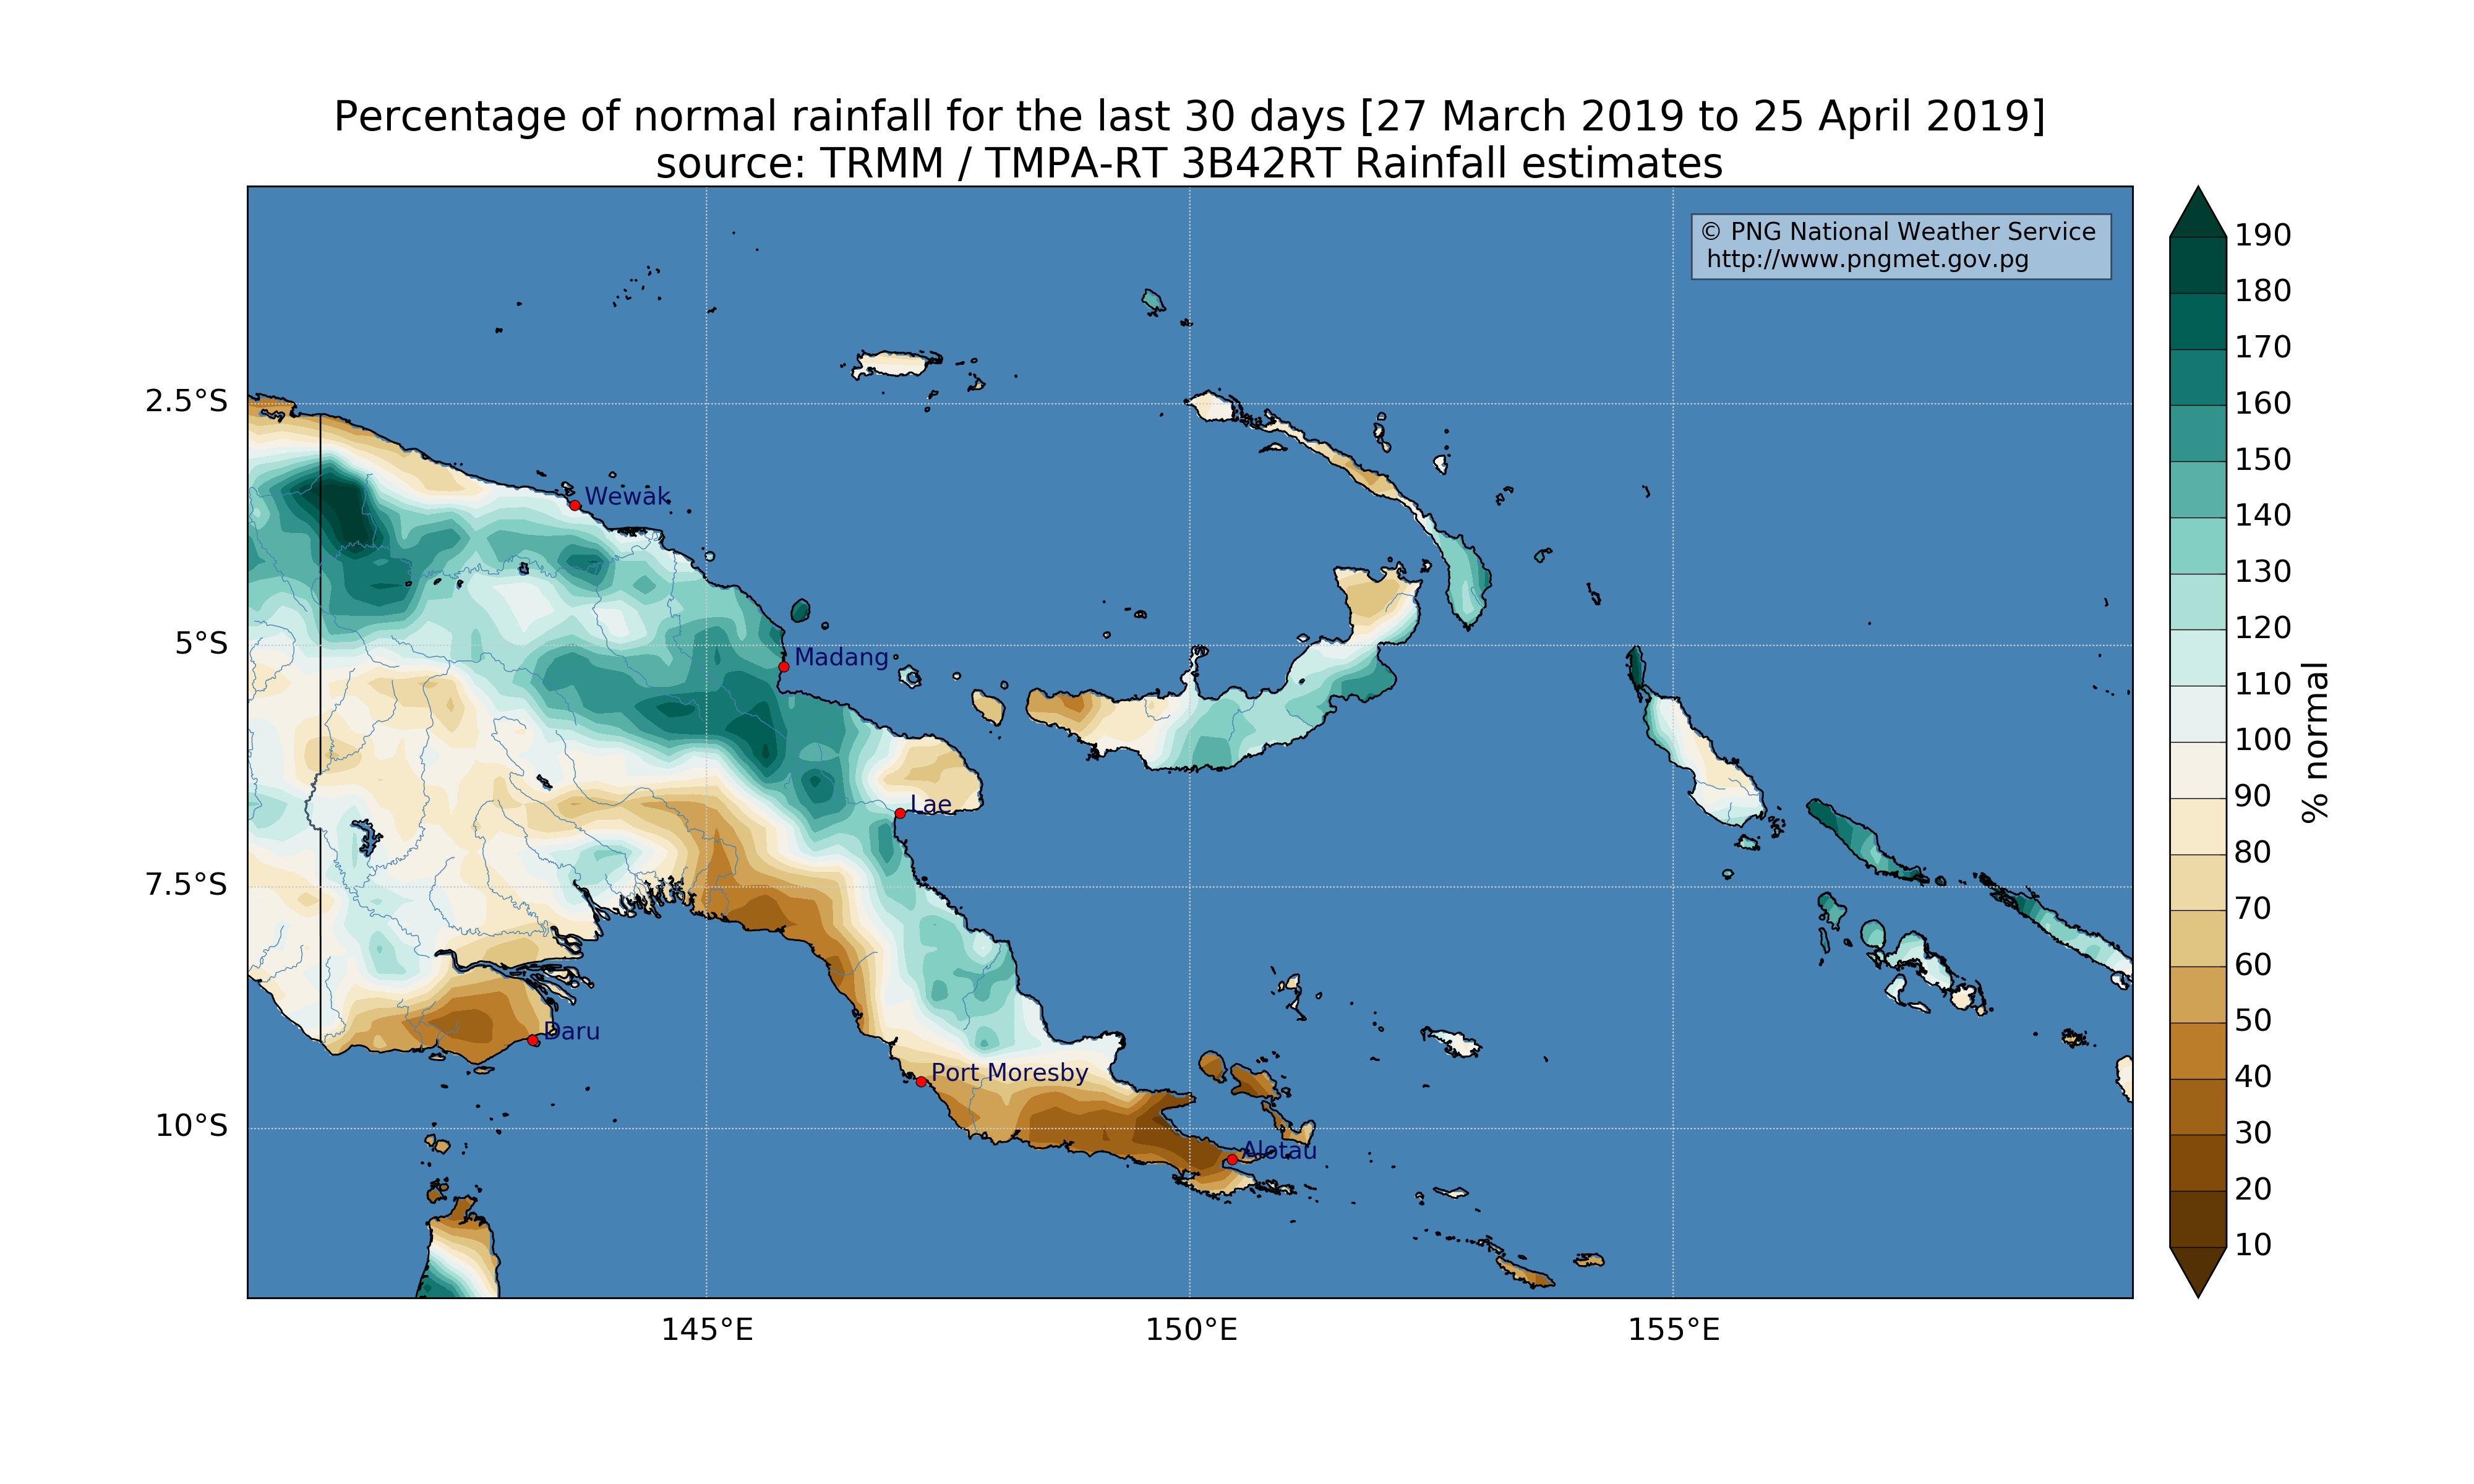 Percentage of normal rainfall for the last 30 days [27 March 2019 to 25 April 2019]
source: TRMM / TMPA-RT 3B42RT Rainfall estimates
© PNG National Weather Service
http://www.pngmet.gov.pg
2.5°S
5°S
7.5°S
10°S
145°E
150°E
155°E
Wewak
Madang
Lae
Daru
Port Moresby
Alotau
190
180
170
160
150
140
130
120
110
100
90
80
70
60
50
40
30
20
10
% normal